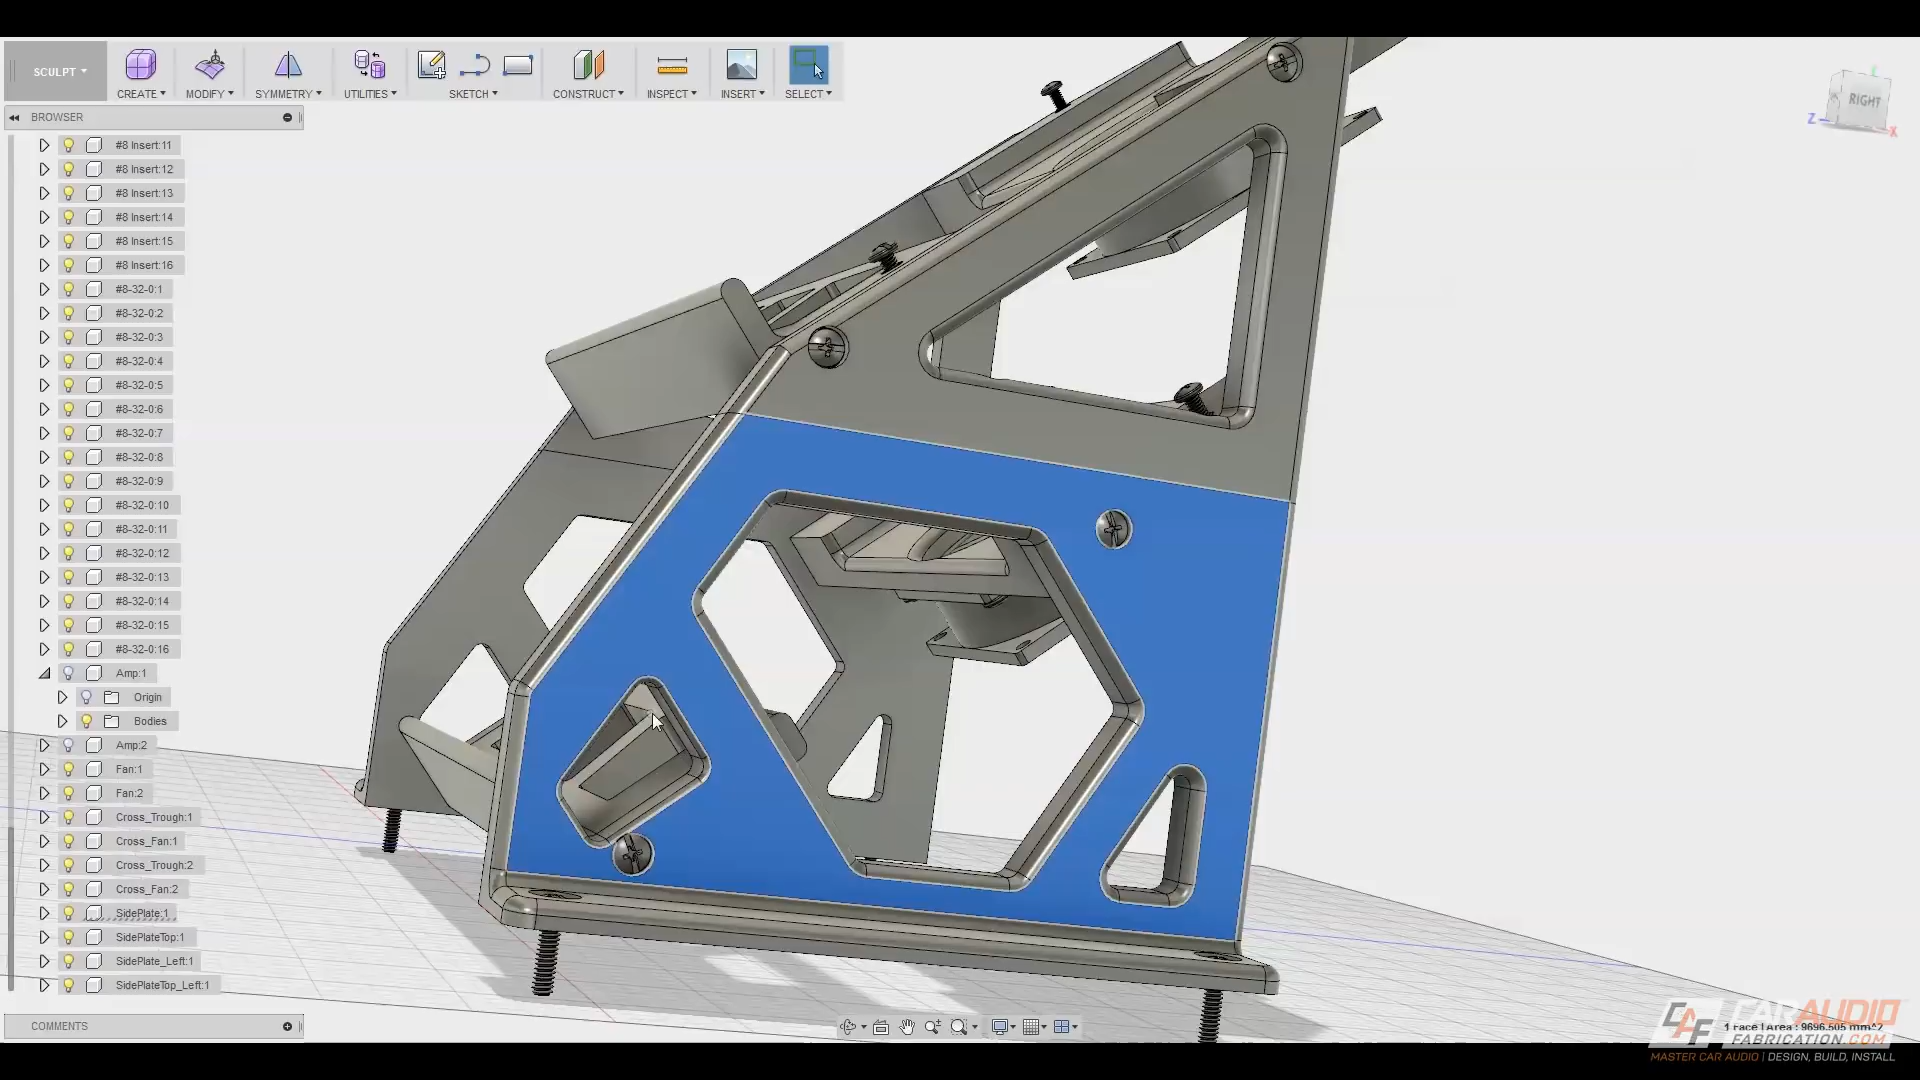 SCULPT
CREATE
MODIFY
SYMMETRY
UTILITIES
SKETCH
CONSTRUCT
INSPECT
INSERT
SELECT
BROWSER
#8 Insert:11
#8 Insert:12
#8 Insert:13
#8 Insert:14
#8 Insert:15
#8 Insert:16
#8-32-0:1
#8-32-0:2
#8-32-0:3
#8-32-0:4
#8-32-0:5
#8-32-0:6
#8-32-0:7
#8-32-0:8
#8-32-0:9
#8-32-0:10
#8-32-0:11
#8-32-0:12
#8-32-0:13
#8-32-0:14
#8-32-0:15
#8-32-0:16
Amp:1
Origin
Bodies
Amp:2
Fan:1
Fan:2
Cross_Trough:1
Cross_Fan:1
Cross_Trough:2
Cross_Fan:2
SidePlate:1
SidePlateTop:1
SidePlate_Left:1
SidePlateTop_Left:1
COMMENTS
RIGHT
Z
X
1 Face | Area : 9696.505 mm^2
CAF
CARAUDIO
FABRICATION.COM
MASTER CAR AUDIO | DESIGN, BUILD, INSTALL